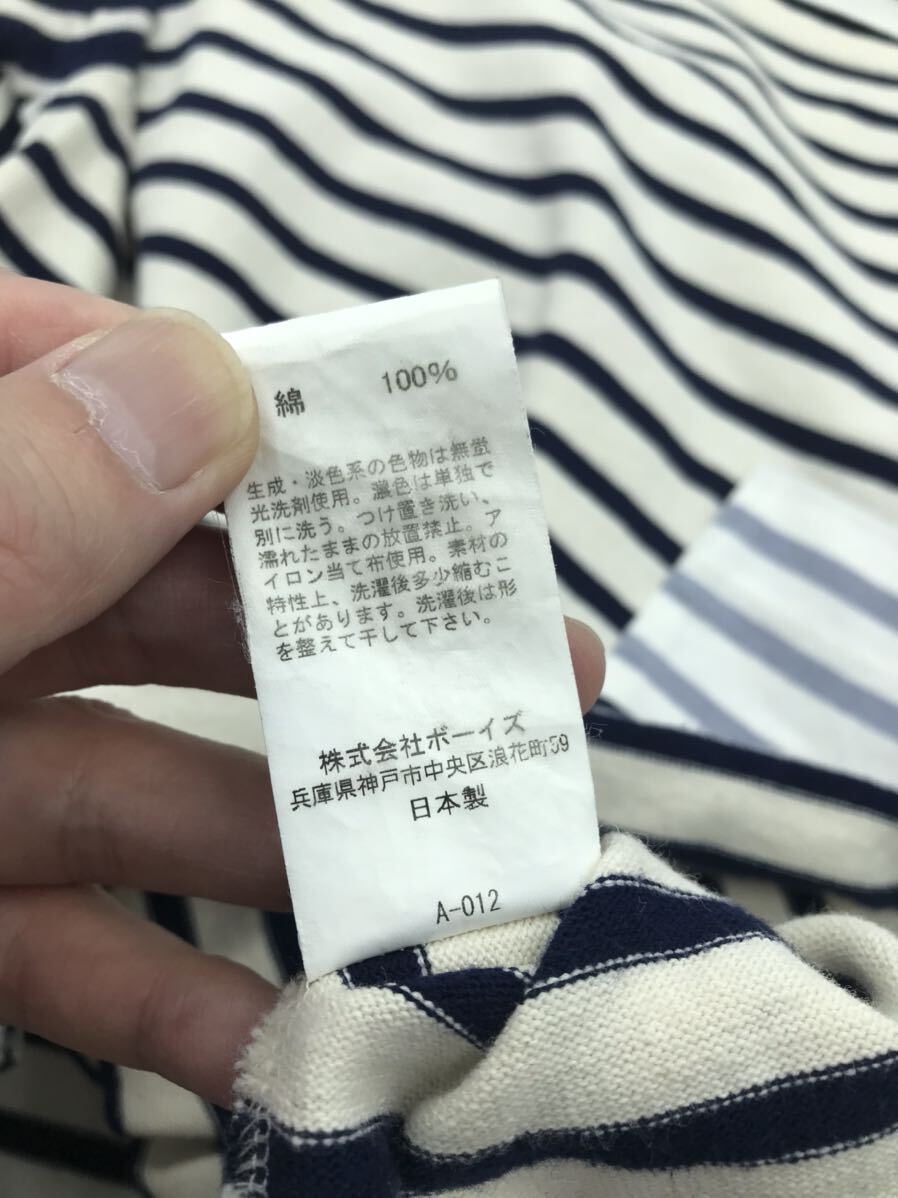 綿 100%
生成・淡色系の色物は無蛍
光洗剤使用。濃色は単独で
別に洗う。つけ置き洗い、
濡れたままの放置禁止。ア
イロン当て布使用。素材の
特性上、洗濯後多少縮むこ
とがあります。洗濯後は形
を整えて干して下さい。
株式会社ボーイズ
兵庫県神戸市中央区浪花町59
日本製
A-012